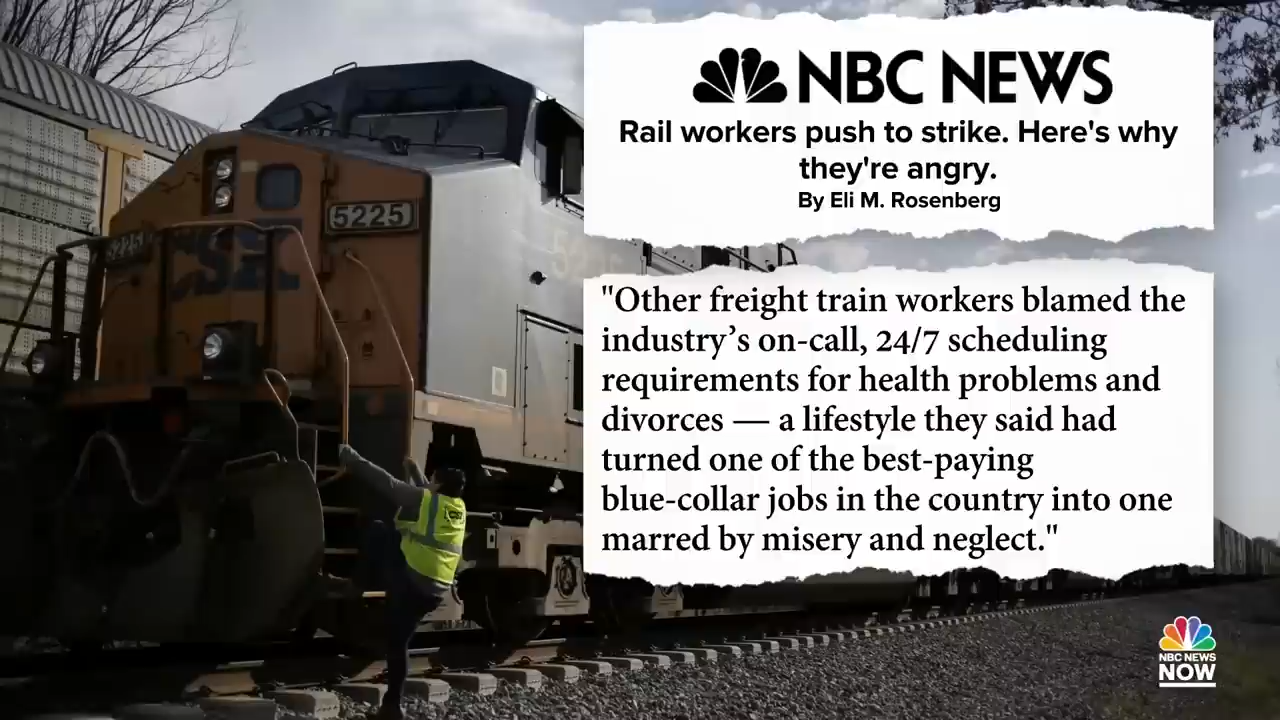 NBC NEWS
Rail workers push to strike. Here's why
they're angry.
By Eli M. Rosenberg
5225
5225
CSX
"Other freight train workers blamed the
industry’s on-call, 24/7 scheduling
requirements for health problems and
divorces — a lifestyle they said had
turned one of the best-paying
blue-collar jobs in the country into one
marred by misery and neglect."
NBC NEWS
NOW